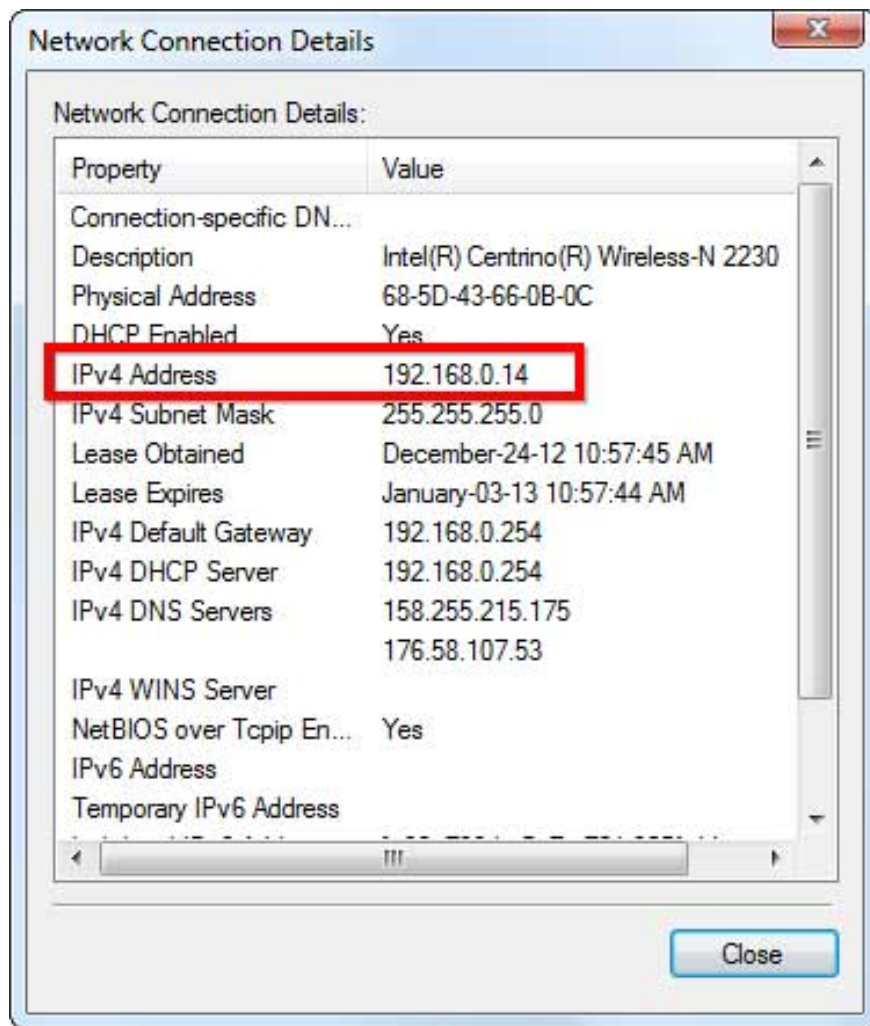 Network Connection Details
Network Connection Details:
Property Value
Connection-specific DN...
Description Intel(R) Centrino(R) Wireless-N 2230
Physical Address 68-5D-43-66-0B-0C
DHCP Enabled Yes
IPv4 Address 192.168.0.14
IPv4 Subnet Mask 255.255.255.0
Lease Obtained December-24-12 10:57:45 AM
Lease Expires January-03-13 10:57:44 AM
IPv4 Default Gateway 192.168.0.254
IPv4 DHCP Server 192.168.0.254
IPv4 DNS Servers 158.255.215.175
176.58.107.53
IPv4 WINS Server
NetBIOS over Tcpip En... Yes
IPv6 Address
Temporary IPv6 Address
Close